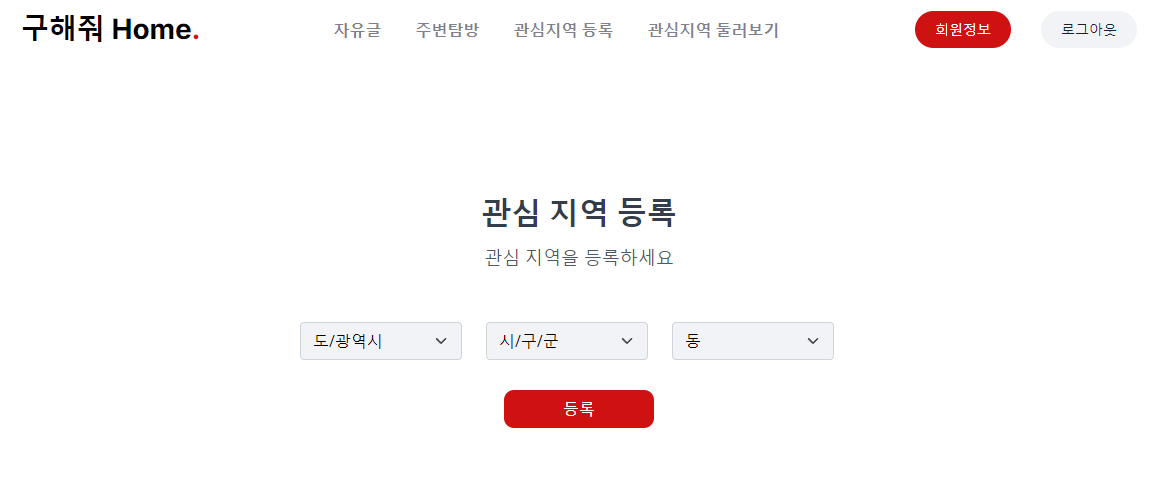 구해줘 Home. 자유글 주변탐방 관심지역 등록 관심지역 둘러보기 회원정보 로그아웃
관심 지역 등록
관심 지역을 등록하세요
도/광역시 시/구/군 동
등록